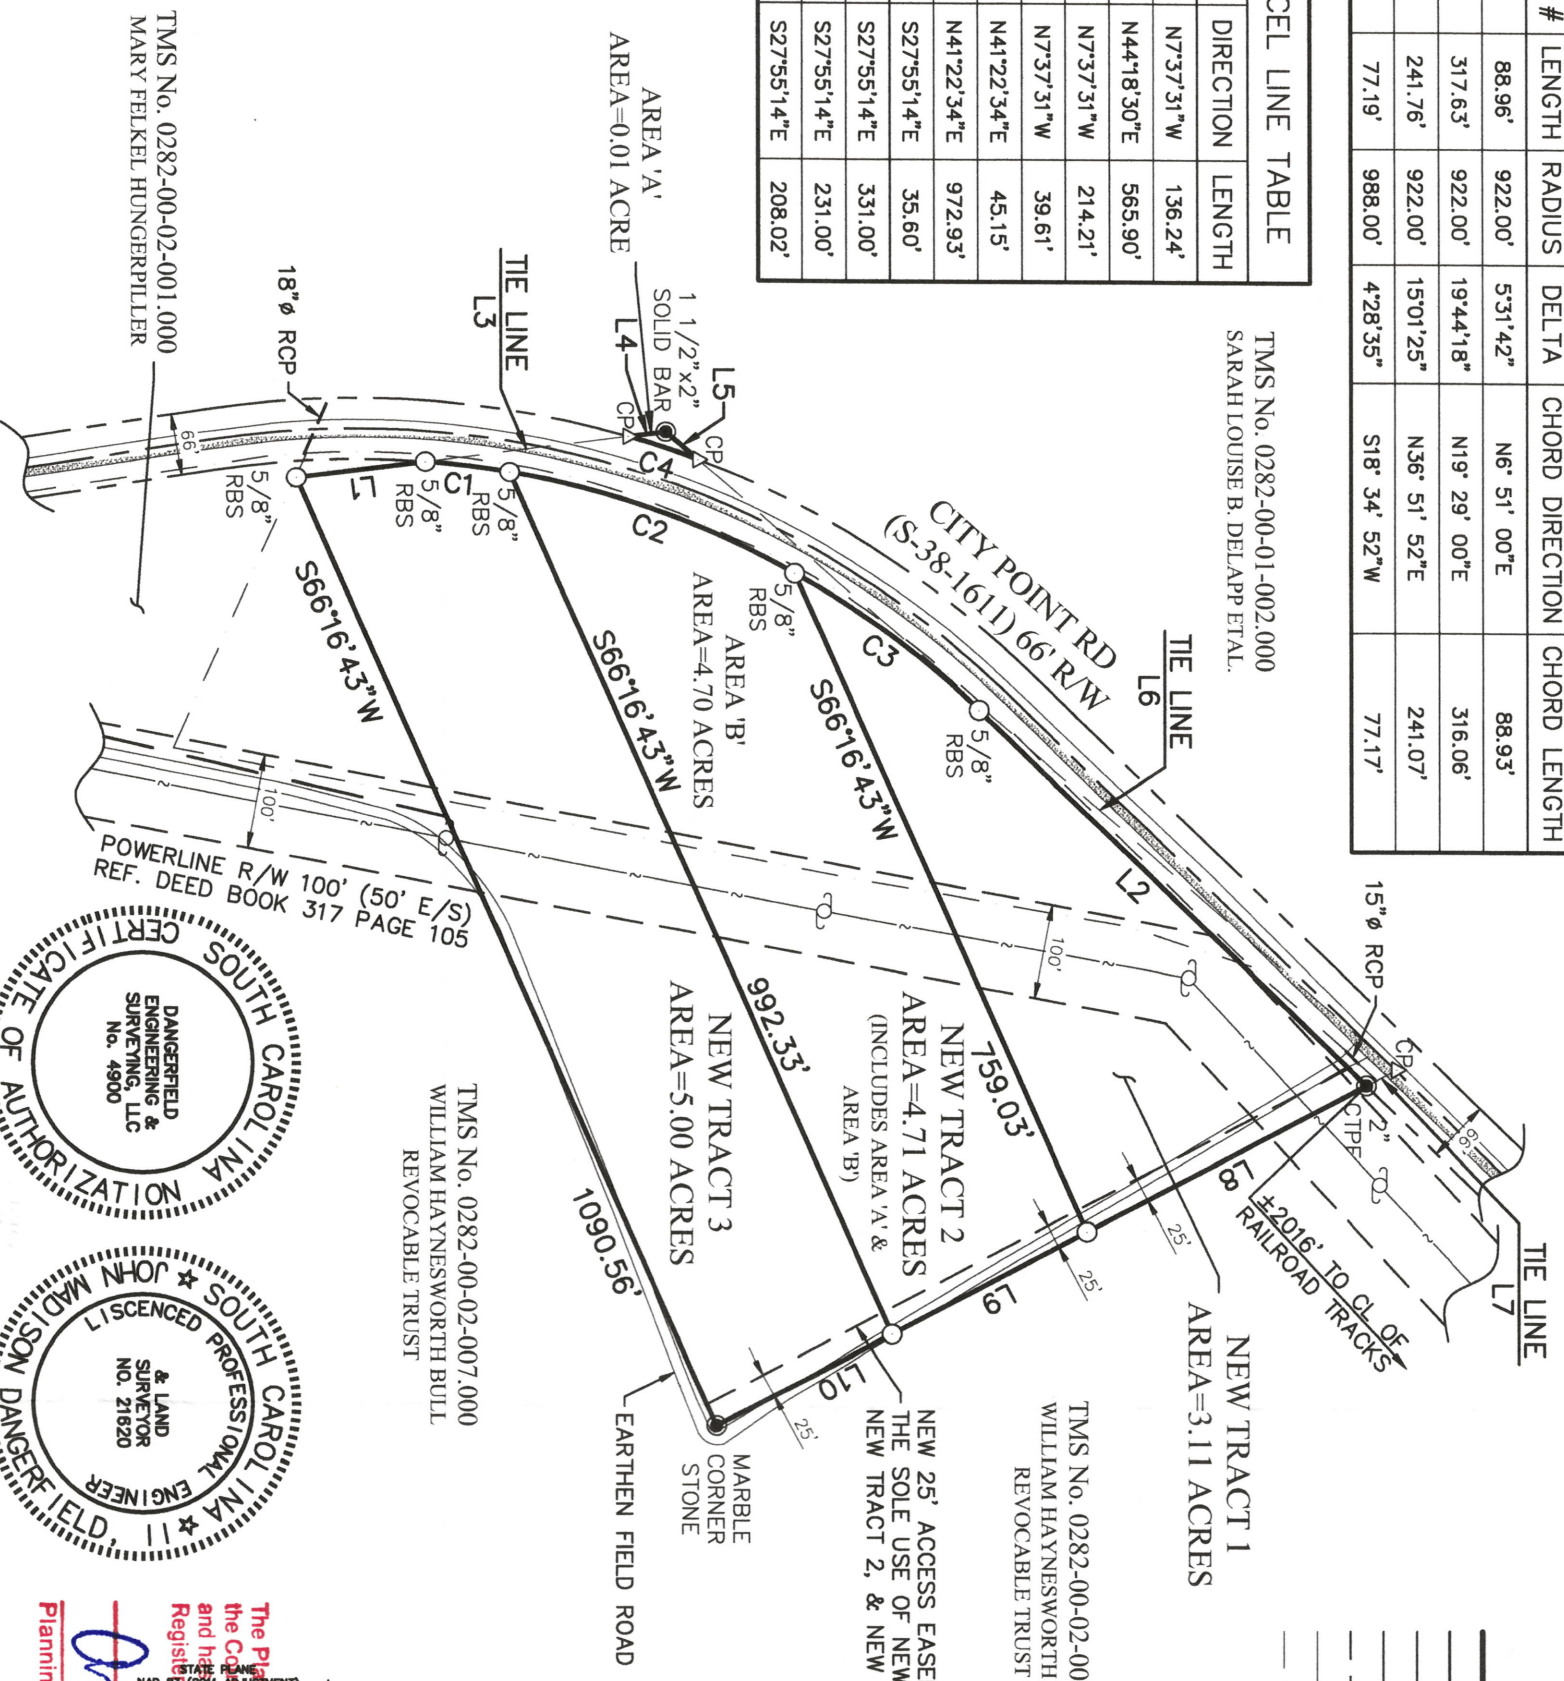 # LENGTH RADIUS DELTA CHORD DIRECTION CHORD LENGTH
88.96' 922.00' 5°31'42" N6° 51' 00"E 88.93'
317.63' 922.00' 19°44'18" N19° 29' 00"E 316.06'
241.76' 922.00' 15°01'25" N36° 51' 52"E 241.07'
77.19' 988.00' 4°28'35" S18° 34' 52"W 77.17'
CEL LINE TABLE
DIRECTION LENGTH
N7°37'31"W 136.24'
N44°18'30"E 565.90'
N7°37'31"W 214.21'
N7°37'31"W 39.61'
N41°22'34"E 45.15'
N41°22'34"E 972.93'
S27°55'14"E 35.60'
S27°55'14"E 331.00'
S27°55'14"E 231.00'
S27°55'14"E 208.02'
TMS No. 0282-00-01-002.000
SARAH LOUISE B. DELAPP ETAL.
CITY POINT RD
(S-38-1611) 66' R/W
TIE LINE
L6
TIE LINE
L7
15"ø RCP
CP
2"
CTPF
66'
±2016' TO CL OF
RAILROAD TRACKS
L2
L8
25'
25'
NEW TRACT 1
AREA=3.11 ACRES
TMS No. 0282-00-02-00
WILLIAM HAYNESWORTH
REVOCABLE TRUST
AREA 'A'
AREA=0.01 ACRE
1 1/2"x2"
SOLID BAR
L4
L5
CP
CP
C4
TIE LINE
L3
18"ø RCP
66'
TMS No. 0282-00-02-001.000
MARY FELKEL HUNGERPILLER
5/8"
RBS
L1
5/8"
RBS
C1
5/8"
RBS
C2
5/8"
RBS
C3
5/8"
RBS
AREA 'B'
AREA=4.70 ACRES
S66°16'43"W
759.03'
S66°16'43"W
992.33'
S66°16'43"W
1090.56'
100'
100'
POWERLINE R/W 100' (50' E/S)
REF. DEED BOOK 317 PAGE 105
NEW TRACT 2
AREA=4.71 ACRES
(INCLUDES AREA 'A' &
AREA 'B')
NEW TRACT 3
AREA=5.00 ACRES
L9
L10
25'
NEW 25' ACCESS EASE
THE SOLE USE OF NEW
NEW TRACT 2, & NEW
MARBLE
CORNER
STONE
EARTHEN FIELD ROAD
TMS No. 0282-00-02-007.000
WILLIAM HAYNESWORTH BULL
REVOCABLE TRUST
SOUTH CAROLINA
CERTIFICATE OF AUTHORIZATION
DANGERFIELD
ENGINEERING &
SURVEYING, LLC
No. 4900
SOUTH CAROLINA
JOHN MADISON DANGERFIELD, II
LISCENCED PROFESSIONAL ENGINEER
& LAND
SURVEYOR
NO. 21620
The Pla
the Co
and ha
Registe
Plannin
STATE PLANE